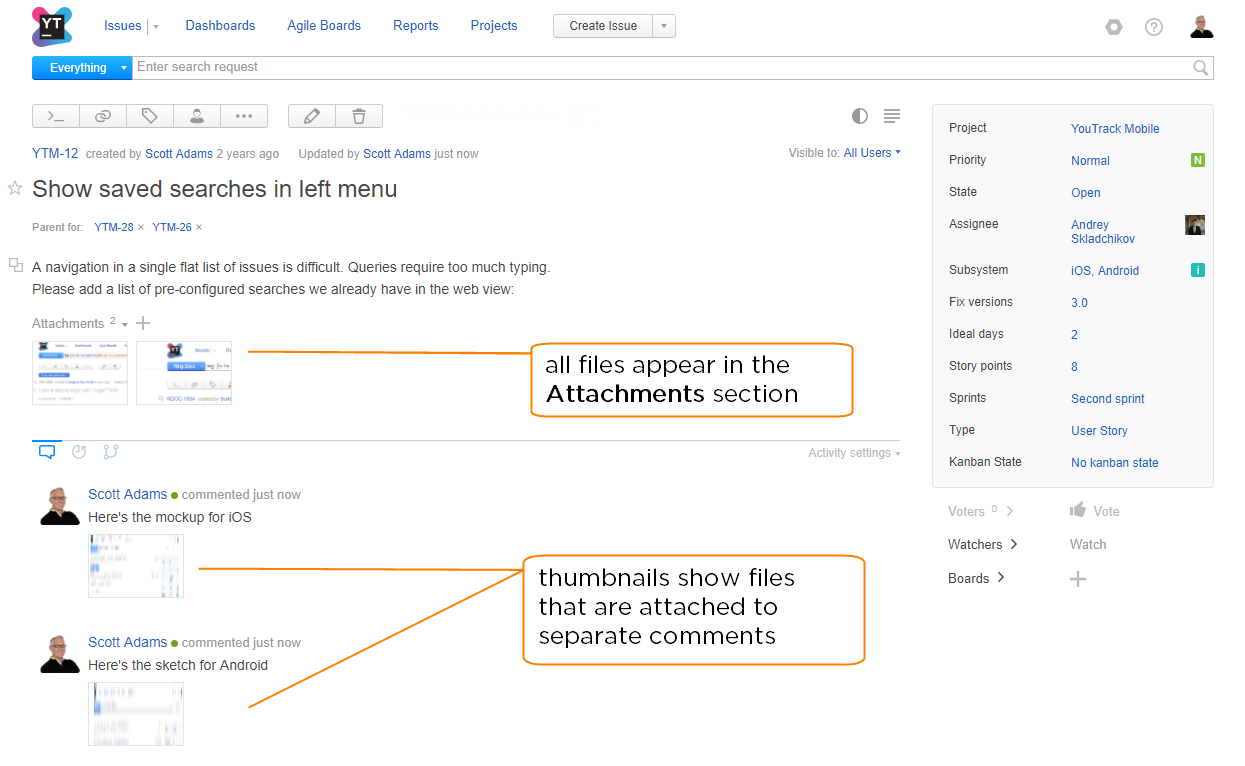 YT
Issues
Dashboards
Agile Boards
Reports
Projects
Create Issue
?
Everything
Enter search request
YTM-12 created by Scott Adams 2 years ago Updated by Scott Adams just now
Visible to: All Users
Show saved searches in left menu
Parent for: YTM-28 × YTM-26 ×
A navigation in a single flat list of issues is difficult. Queries require too much typing.
Please add a list of pre-configured searches we already have in the web view:
Attachments 2
all files appear in the
Attachments section
Activity settings
Scott Adams commented just now
Here's the mockup for iOS
thumbnails show files
that are attached to
separate comments
Scott Adams commented just now
Here's the sketch for Android
Project YouTrack Mobile
Priority Normal N
State Open
Assignee Andrey
Skladchikov
Subsystem iOS, Android i
Fix versions 3.0
Ideal days 2
Story points 8
Sprints Second sprint
Type User Story
Kanban State No kanban state
Voters 0 Vote
Watchers Watch
Boards